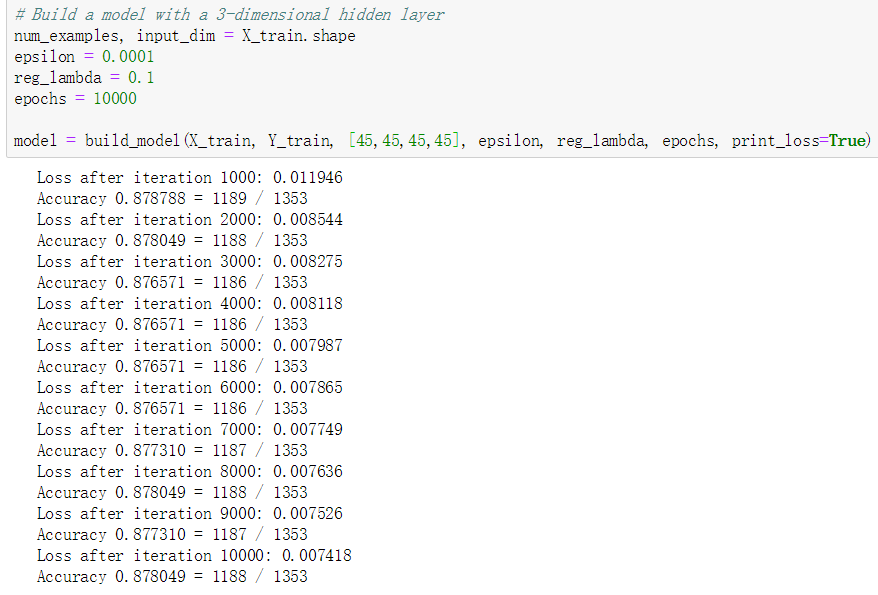 # Build a model with a 3-dimensional hidden layer
num_examples, input_dim = X_train.shape
epsilon = 0.0001
reg_lambda = 0.1
epochs = 10000
model = build_model(X_train, Y_train, [45,45,45,45], epsilon, reg_lambda, epochs, print_loss=True)
Loss after iteration 1000: 0.011946
Accuracy 0.878788 = 1189 / 1353
Loss after iteration 2000: 0.008544
Accuracy 0.878049 = 1188 / 1353
Loss after iteration 3000: 0.008275
Accuracy 0.876571 = 1186 / 1353
Loss after iteration 4000: 0.008118
Accuracy 0.876571 = 1186 / 1353
Loss after iteration 5000: 0.007987
Accuracy 0.876571 = 1186 / 1353
Loss after iteration 6000: 0.007865
Accuracy 0.876571 = 1186 / 1353
Loss after iteration 7000: 0.007749
Accuracy 0.877310 = 1187 / 1353
Loss after iteration 8000: 0.007636
Accuracy 0.878049 = 1188 / 1353
Loss after iteration 9000: 0.007526
Accuracy 0.877310 = 1187 / 1353
Loss after iteration 10000: 0.007418
Accuracy 0.878049 = 1188 / 1353